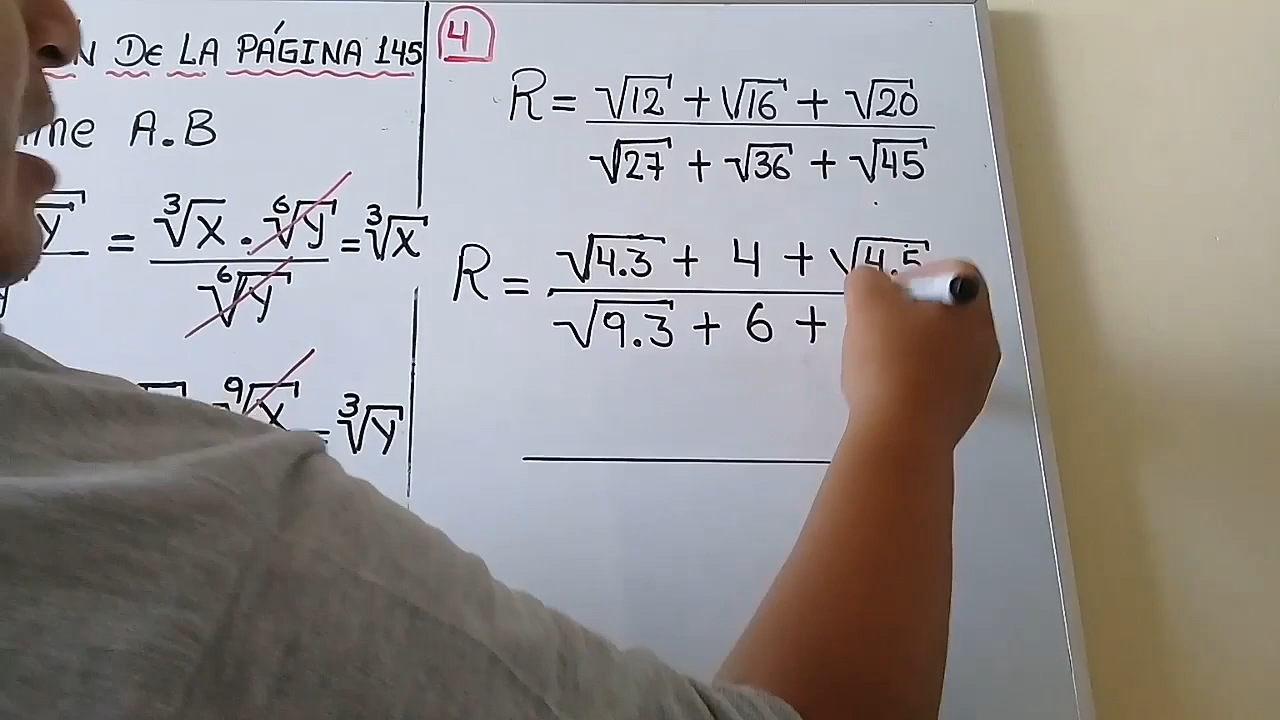 DE LA PÁGINA 145
A.B
= ∛x . ⁶√y / ⁶√y = ∛x
⁹√x = ∛y
4
R = √12 + √16 + √20 / √27 + √36 + √45
R = √4.3 + 4 + √4.5 / √9.3 + 6 +